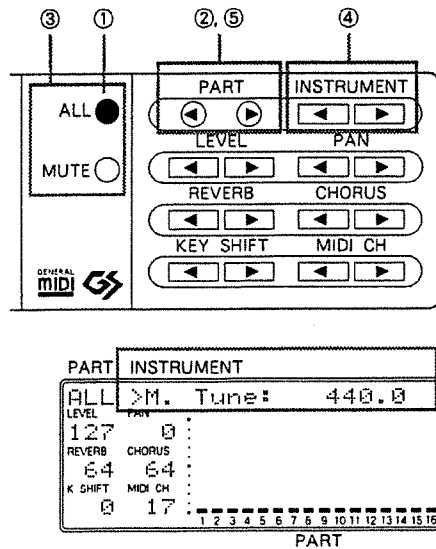 ③ ① ②, ⑤ ④
PART INSTRUMENT
ALL
LEVEL PAN
MUTE
REVERB CHORUS
KEY SHIFT MIDI CH
GENERAL MIDI GS
PART INSTRUMENT
ALL >M. Tune: 440.0
LEVEL PAN
127 0
REVERB CHORUS
64 64
K SHIFT MIDI CH
0 17
1 2 3 4 5 6 7 8 9 10 11 12 13 14 15 16
PART